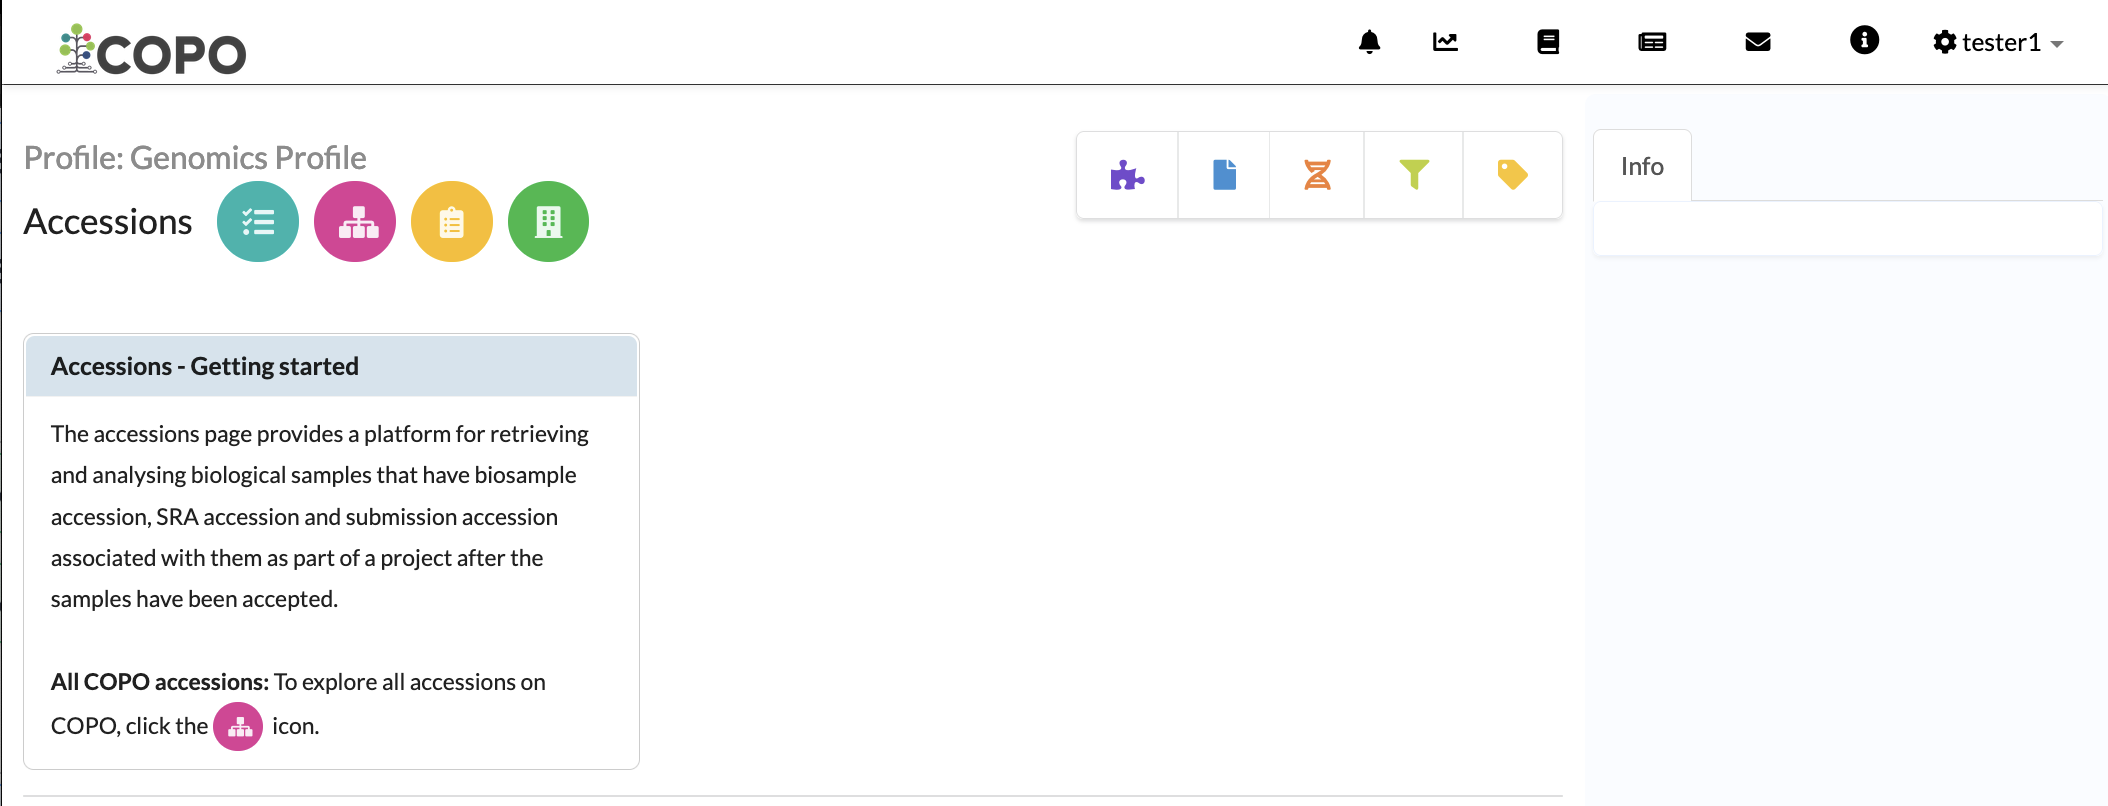 COPO
tester1
Profile: Genomics Profile
Accessions
Info
Accessions - Getting started
The accessions page provides a platform for retrieving
and analysing biological samples that have biosample
accession, SRA accession and submission accession
associated with them as part of a project after the
samples have been accepted.
All COPO accessions: To explore all accessions on
COPO, click the icon.